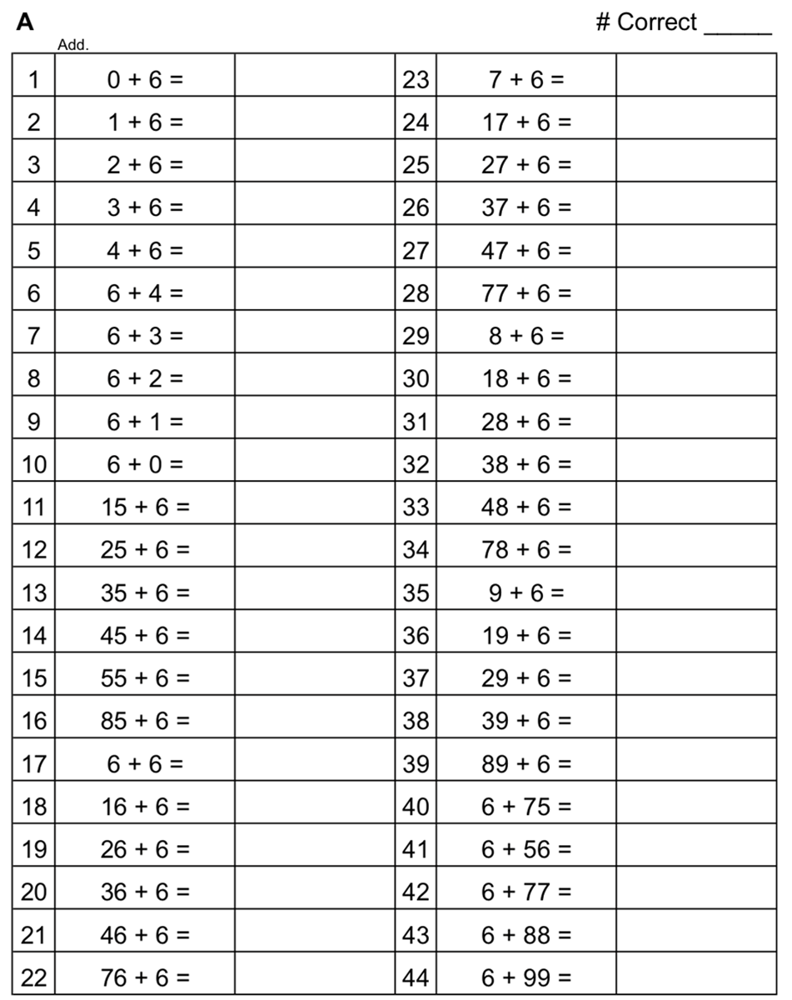 A # Correct _____
Add.
1 0 + 6 = 23 7 + 6 =
2 1 + 6 = 24 17 + 6 =
3 2 + 6 = 25 27 + 6 =
4 3 + 6 = 26 37 + 6 =
5 4 + 6 = 27 47 + 6 =
6 6 + 4 = 28 77 + 6 =
7 6 + 3 = 29 8 + 6 =
8 6 + 2 = 30 18 + 6 =
9 6 + 1 = 31 28 + 6 =
10 6 + 0 = 32 38 + 6 =
11 15 + 6 = 33 48 + 6 =
12 25 + 6 = 34 78 + 6 =
13 35 + 6 = 35 9 + 6 =
14 45 + 6 = 36 19 + 6 =
15 55 + 6 = 37 29 + 6 =
16 85 + 6 = 38 39 + 6 =
17 6 + 6 = 39 89 + 6 =
18 16 + 6 = 40 6 + 75 =
19 26 + 6 = 41 6 + 56 =
20 36 + 6 = 42 6 + 77 =
21 46 + 6 = 43 6 + 88 =
22 76 + 6 = 44 6 + 99 =